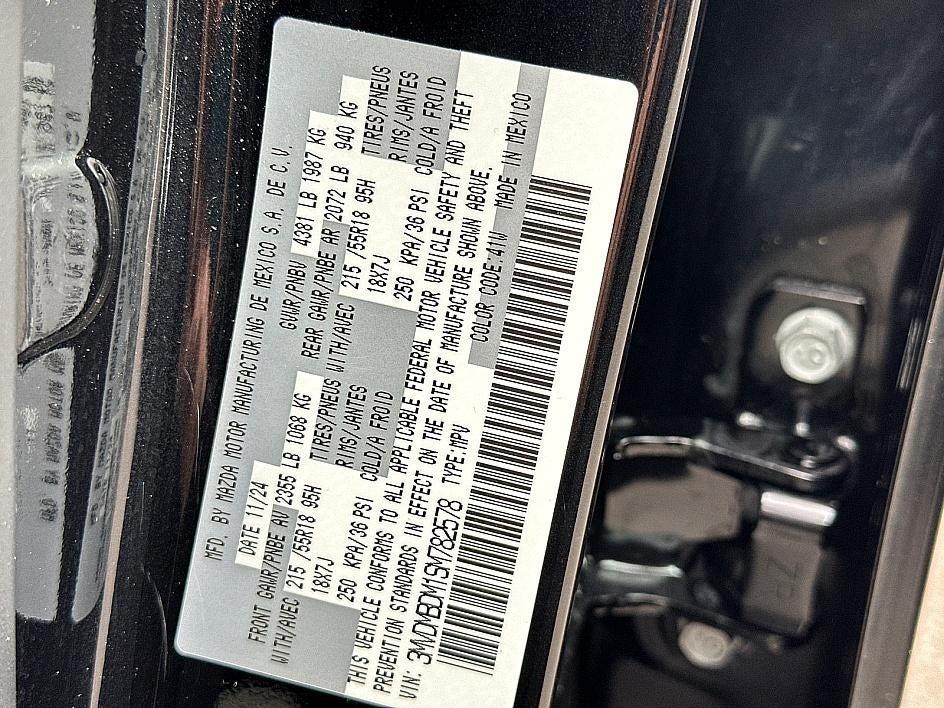 MFD. BY MAZDA MOTOR MANUFACTURING DE MEXICO S.A. DE C.V.
DATE 11/24 GVWR/PNBV 4381 LB 1987 KG
FRONT GAWR/PNBE AV 2355 LB 1068 KG REAR GAWR/PNBE AR 2072 LB 940 KG
WITH/AVEC 215 /55R18 95H TIRES/PNEUS WITH/AVEC 215 /55R18 95H TIRES/PNEUS
18X7J RIMS/JANTES 18X7J RIMS/JANTES
250 KPA/36 PSI COLD/A FROID 250 KPA/36 PSI COLD/A FROID
THIS VEHICLE CONFORMS TO ALL APPLICABLE FEDERAL MOTOR VEHICLE SAFETY AND THEFT
PREVENTION STANDARDS IN EFFECT ON THE DATE OF MANUFACTURE SHOWN ABOVE.
VIN: 3MVDMBDM1SM782578 TYPE:MPV COLOR CODE:41W MADE IN MEXICO